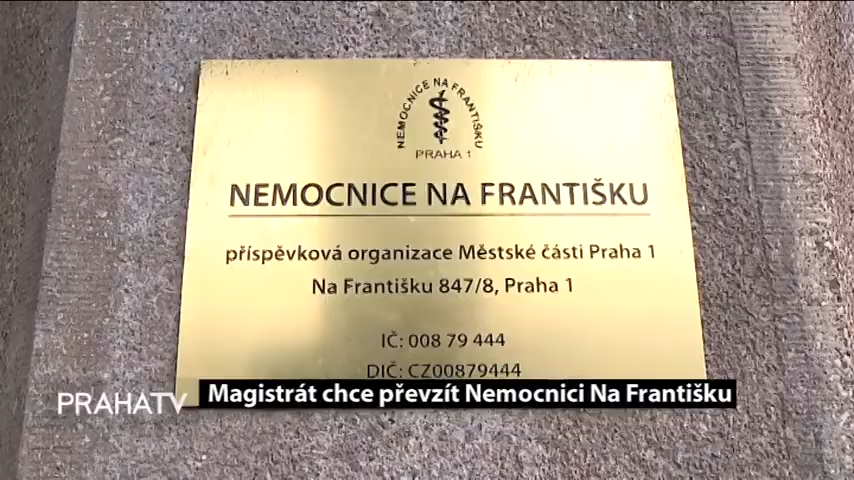 NEMOCNICE NA FRANTIŠKU
PRAHA 1
NEMOCNICE NA FRANTIŠKU
příspěvková organizace Městské části Praha 1
Na Františku 847/8, Praha 1
IČ: 008 79 444
DIČ: CZ00879444
Magistrát chce převzít Nemocnici Na Františku
PRAHATV